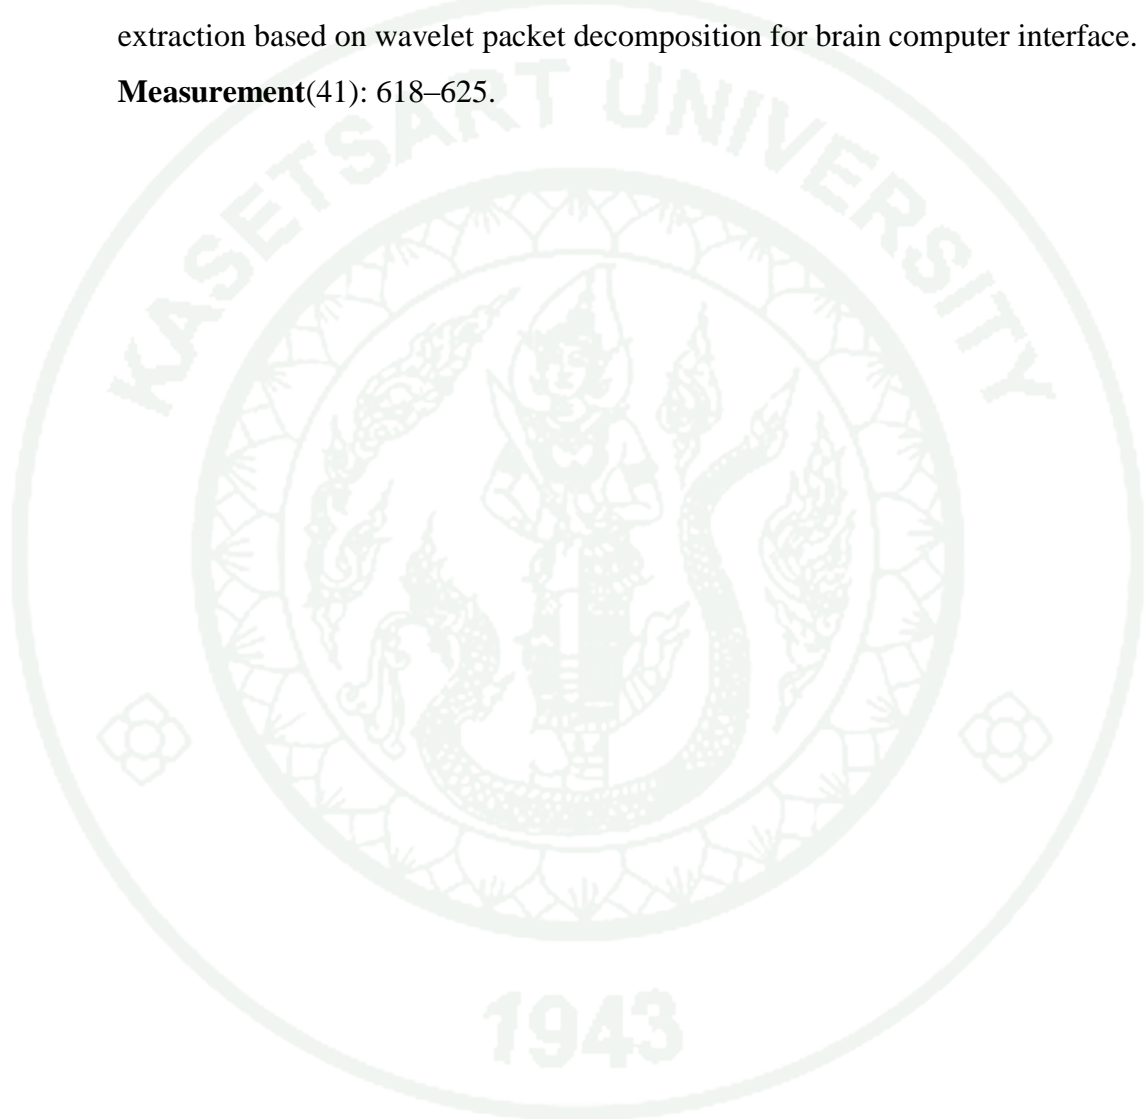 extraction based on wavelet packet decomposition for brain computer interface.
Measurement(41): 618–625.
KASETSART UNIVERSITY
1943